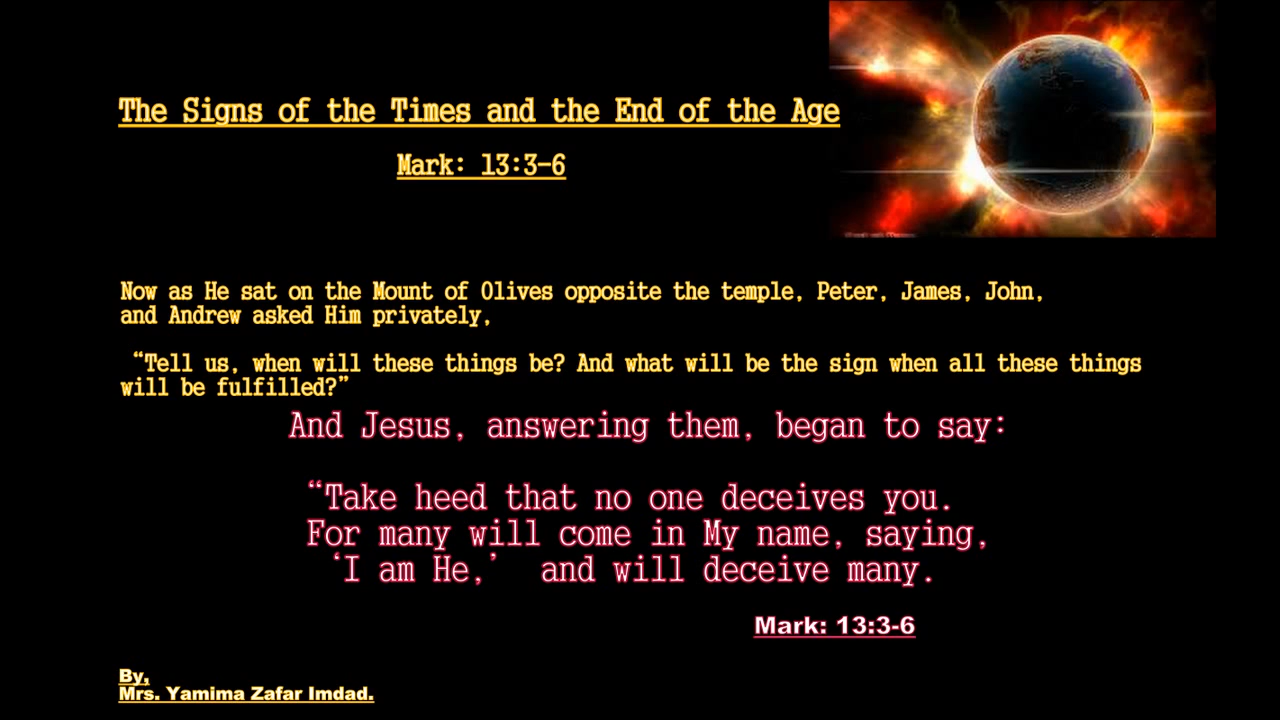 The Signs of the Times and the End of the Age
Mark: 13:3-6
Now as He sat on the Mount of Olives opposite the temple, Peter, James, John,
and Andrew asked Him privately,
“Tell us, when will these things be? And what will be the sign when all these things
will be fulfilled?”
And Jesus, answering them, began to say:
“Take heed that no one deceives you.
For many will come in My name, saying,
‘I am He,’ and will deceive many.
Mark: 13:3-6
By,
Mrs. Yamima Zafar Imdad.